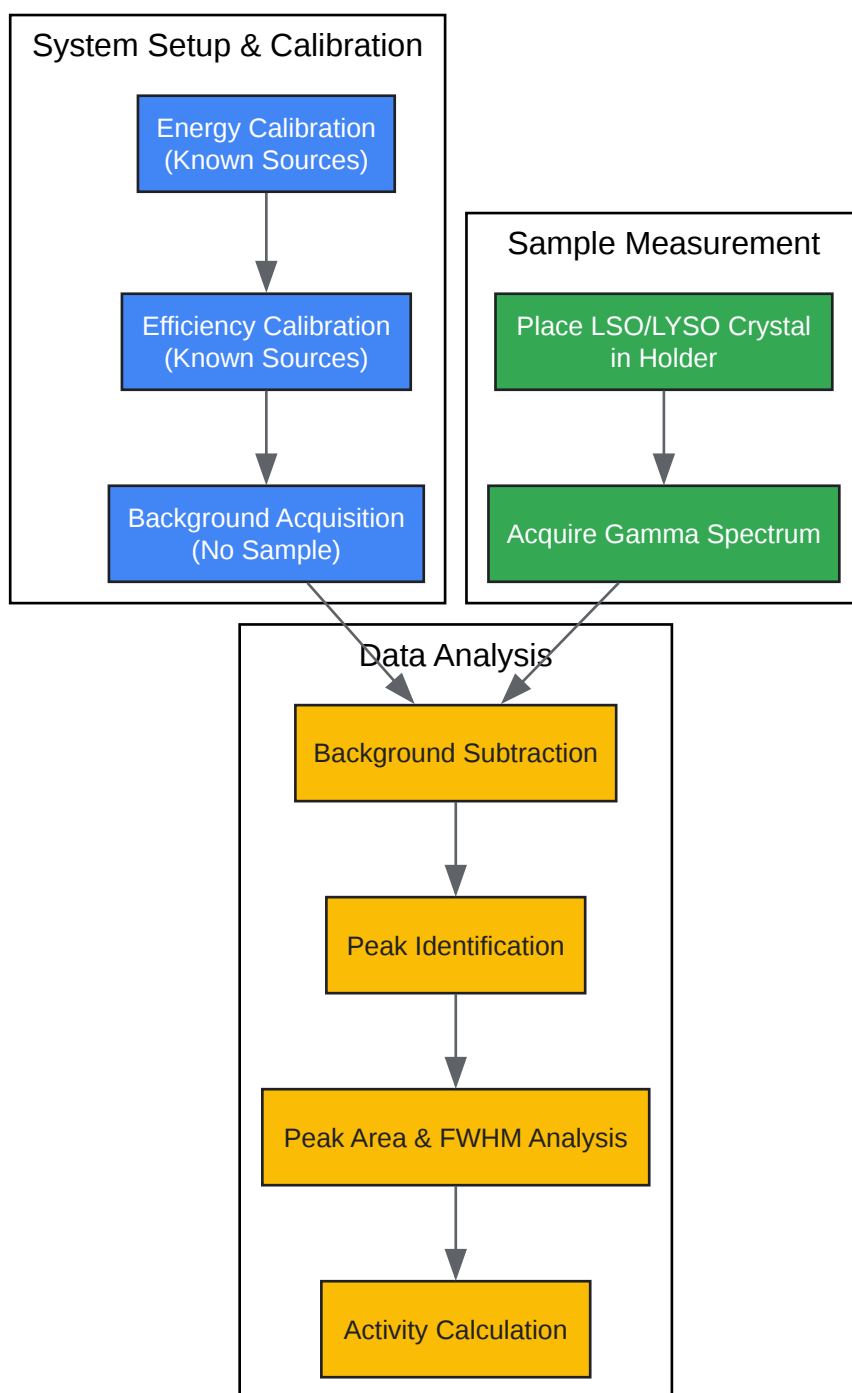 System Setup & Calibration
Energy Calibration
(Known Sources)
Efficiency Calibration
(Known Sources)
Background Acquisition
(No Sample)
Sample Measurement
Place LSO/LYSO Crystal
in Holder
Acquire Gamma Spectrum
Data Analysis
Background Subtraction
Peak Identification
Peak Area & FWHM Analysis
Activity Calculation